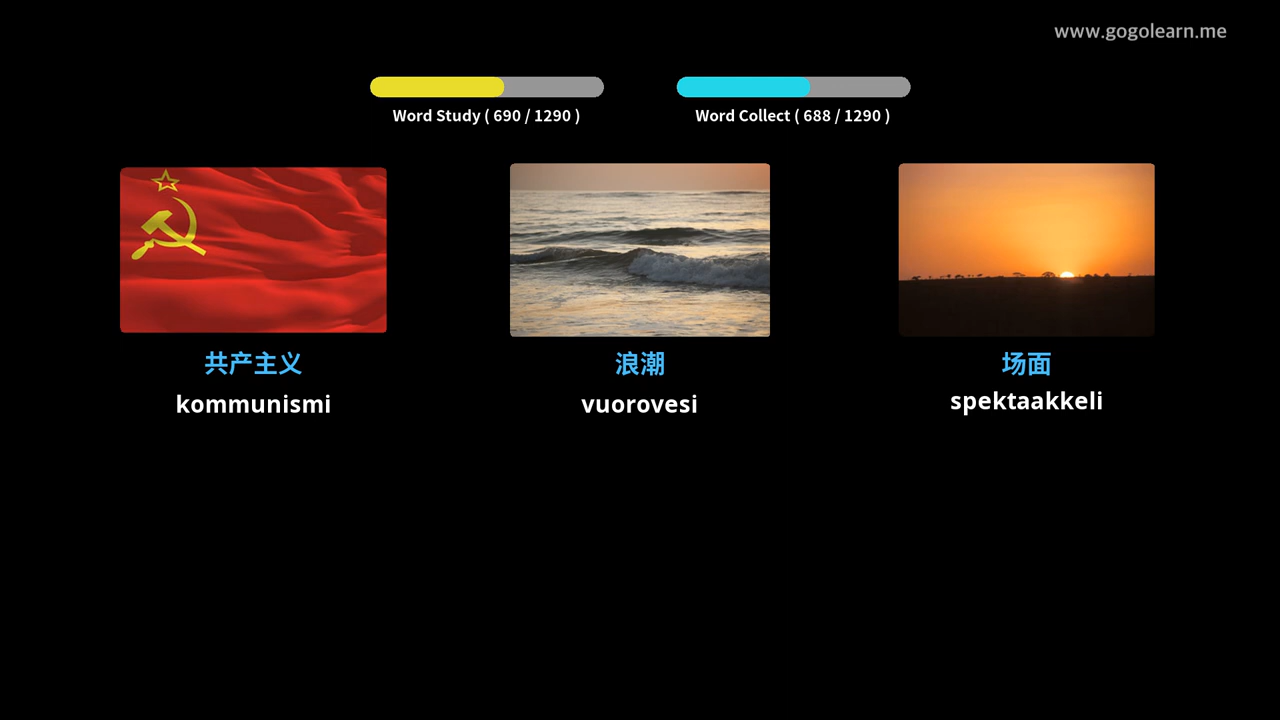 www.gogolearn.me
Word Study ( 690 / 1290 )
Word Collect ( 688 / 1290 )
共产主义
kommunismi
浪潮
vuorovesi
场面
spektaakkeli